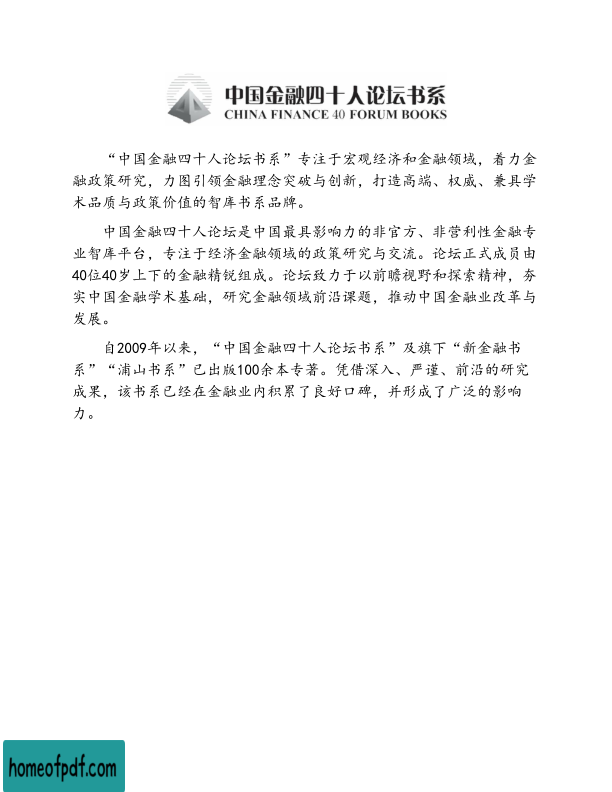 中国金融四十人论坛书系
CHINA FINANCE 40 FORUM BOOKS
“中国金融四十人论坛书系”专注于宏观经济和金融领域，着力金
融政策研究，力图引领金融理念突破与创新，打造高端、权威、兼具学
术品质与政策价值的智库书系品牌。
中国金融四十人论坛是中国最具影响力的非官方、非营利性金融专
业智库平台，专注于经济金融领域的政策研究与交流。论坛正式成员由
40位40岁上下的金融精锐组成。论坛致力于以前瞻视野和探索精神，夯
实中国金融学术基础，研究金融领域前沿课题，推动中国金融业改革与
发展。
自2009年以来，“中国金融四十人论坛书系”及旗下“新金融书
系”“浦山书系”已出版100余本专著。凭借深入、严谨、前沿的研究
成果，该书系已经在金融业内积累了良好口碑，并形成了广泛的影响
力。
homeofpdf.com